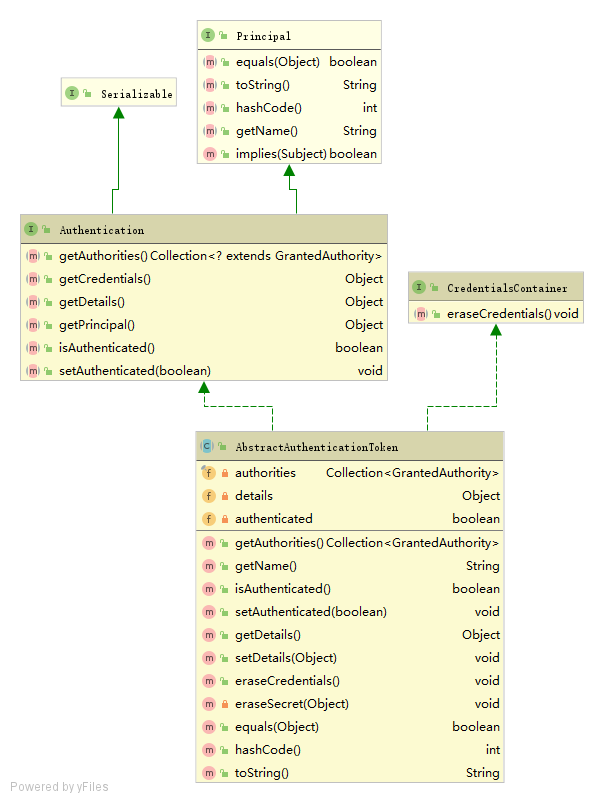 I Principal
m equals(Object) boolean
m toString() String
m hashCode() int
m getName() String
m implies(Subject) boolean
I Serializable
I Authentication
m getAuthorities() Collection<? extends GrantedAuthority>
m getCredentials() Object
m getDetails() Object
m getPrincipal() Object
m isAuthenticated() boolean
m setAuthenticated(boolean) void
I CredentialsContainer
m eraseCredentials() void
C AbstractAuthenticationToken
f authorities Collection<GrantedAuthority>
f details Object
f authenticated boolean
m getAuthorities() Collection<GrantedAuthority>
m getName() String
m isAuthenticated() boolean
m setAuthenticated(boolean) void
m getDetails() Object
m setDetails(Object) void
m eraseCredentials() void
m eraseSecret(Object) void
m equals(Object) boolean
m hashCode() int
m toString() String
Powered by yFiles